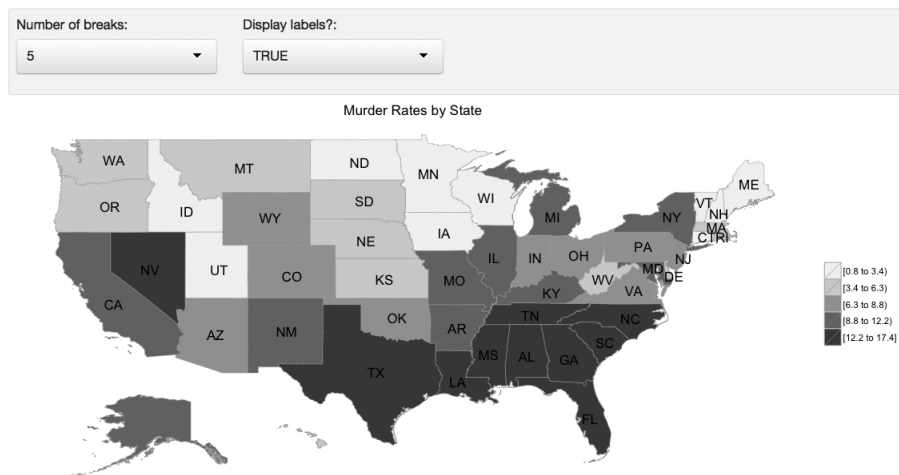 Number of breaks: Display labels?:
5 TRUE
Murder Rates by State
WA MT ND MN ME
OR ID SD WI VT NH
WY MI NY MA
IA CT RI
NE PA
NV UT CO IL IN OH NJ
KS MO WV MD DE
CA KY VA
OK TN NC
AZ NM AR
SC
MS AL GA
TX LA
FL
[0.8 to 3.4)
[3.4 to 6.3)
[6.3 to 8.8)
[8.8 to 12.2)
[12.2 to 17.4]